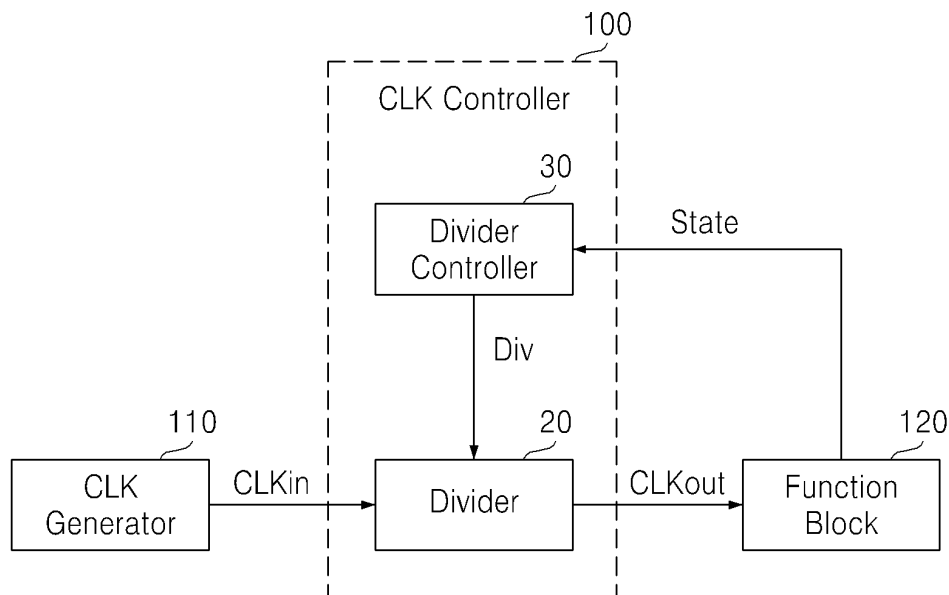 100
CLK Controller
30
Divider
Controller
State
Div
110
20
120
CLK
Generator
CLKin
Divider
CLKout
Function
Block